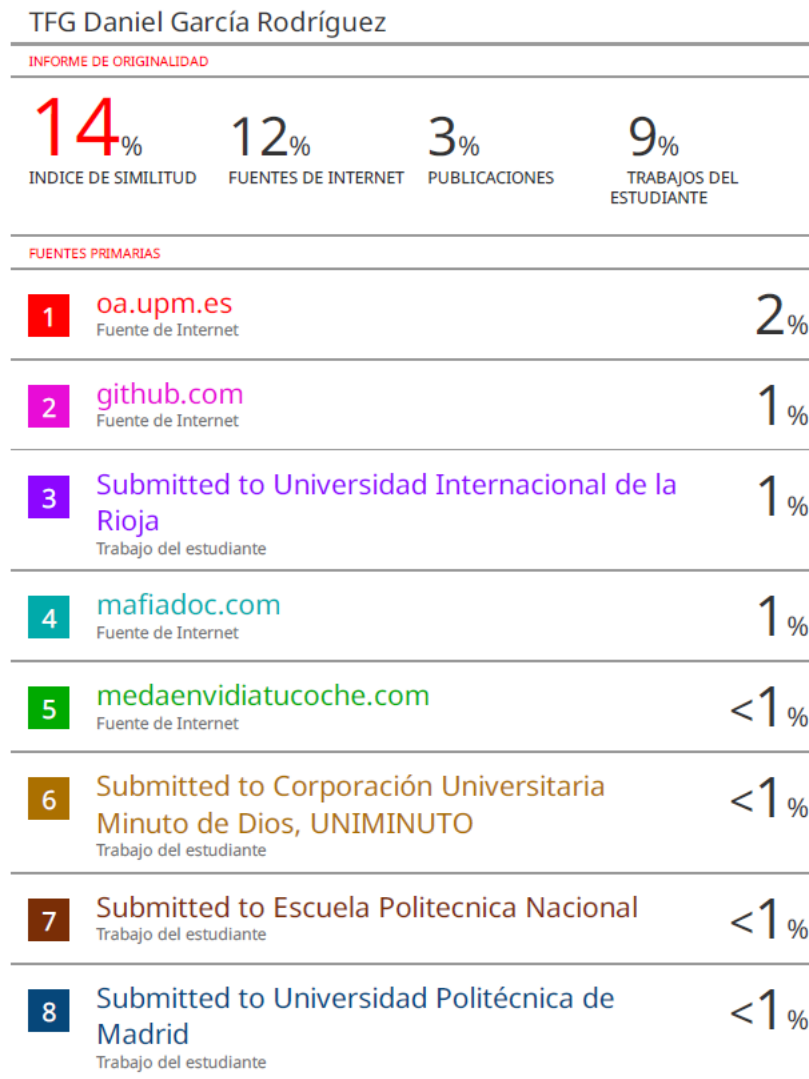 TFG Daniel García Rodríguez
INFORME DE ORIGINALIDAD
14% 12% 3% 9%
INDICE DE SIMILITUD FUENTES DE INTERNET PUBLICACIONES TRABAJOS DEL
ESTUDIANTE
FUENTES PRIMARIAS
1 oa.upm.es 2%
Fuente de Internet
2 github.com 1%
Fuente de Internet
3 Submitted to Universidad Internacional de la 1%
Rioja
Trabajo del estudiante
4 mafiadoc.com 1%
Fuente de Internet
5 medaenvidiatucoche.com <1%
Fuente de Internet
6 Submitted to Corporación Universitaria <1%
Minuto de Dios, UNIMINUTO
Trabajo del estudiante
7 Submitted to Escuela Politecnica Nacional <1%
Trabajo del estudiante
8 Submitted to Universidad Politécnica de <1%
Madrid
Trabajo del estudiante